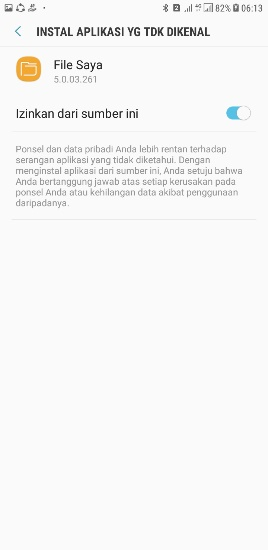 82% 06:13
INSTAL APLIKASI YG TDK DIKENAL
File Saya
5.0.03.261
Izinkan dari sumber ini
Ponsel dan data pribadi Anda lebih rentan terhadap
serangan aplikasi yang tidak diketahui. Dengan
menginstal aplikasi dari sumber ini, Anda setuju bahwa
Anda bertanggung jawab atas setiap kerusakan pada
ponsel Anda atau kehilangan data akibat penggunaan
daripadanya.